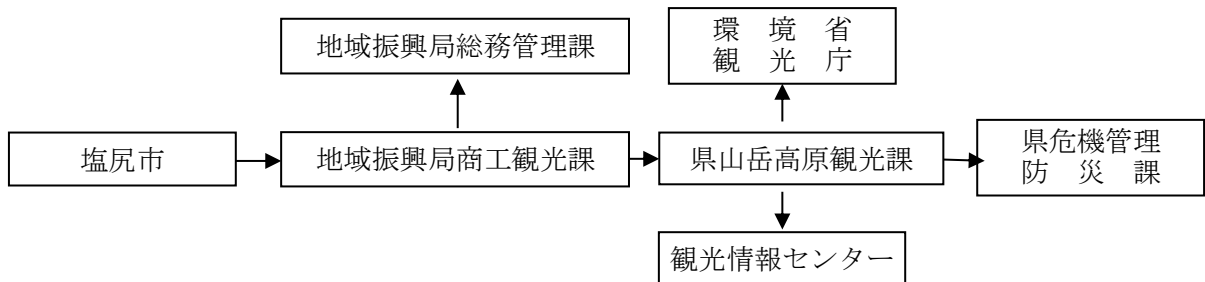 地域振興局総務管理課
環　境　省
観　光　庁
塩尻市
地域振興局商工観光課
県山岳高原観光課
県危機管理
防　災　課
観光情報センター